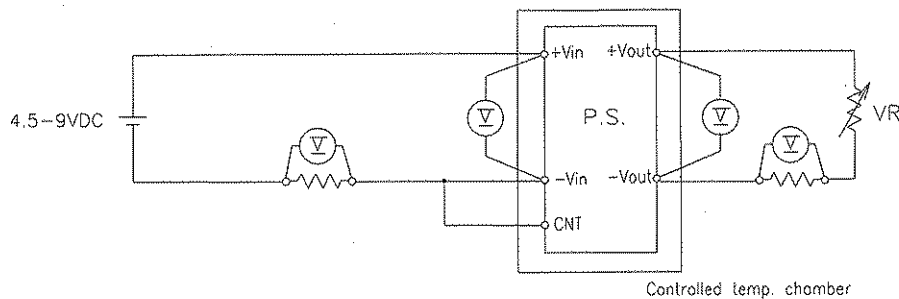 +Vin
+Vout
4.5-9VDC
V
V
P.S.
VR
V
V
-Vin
-Vout
CNT
Controlled temp. chamber